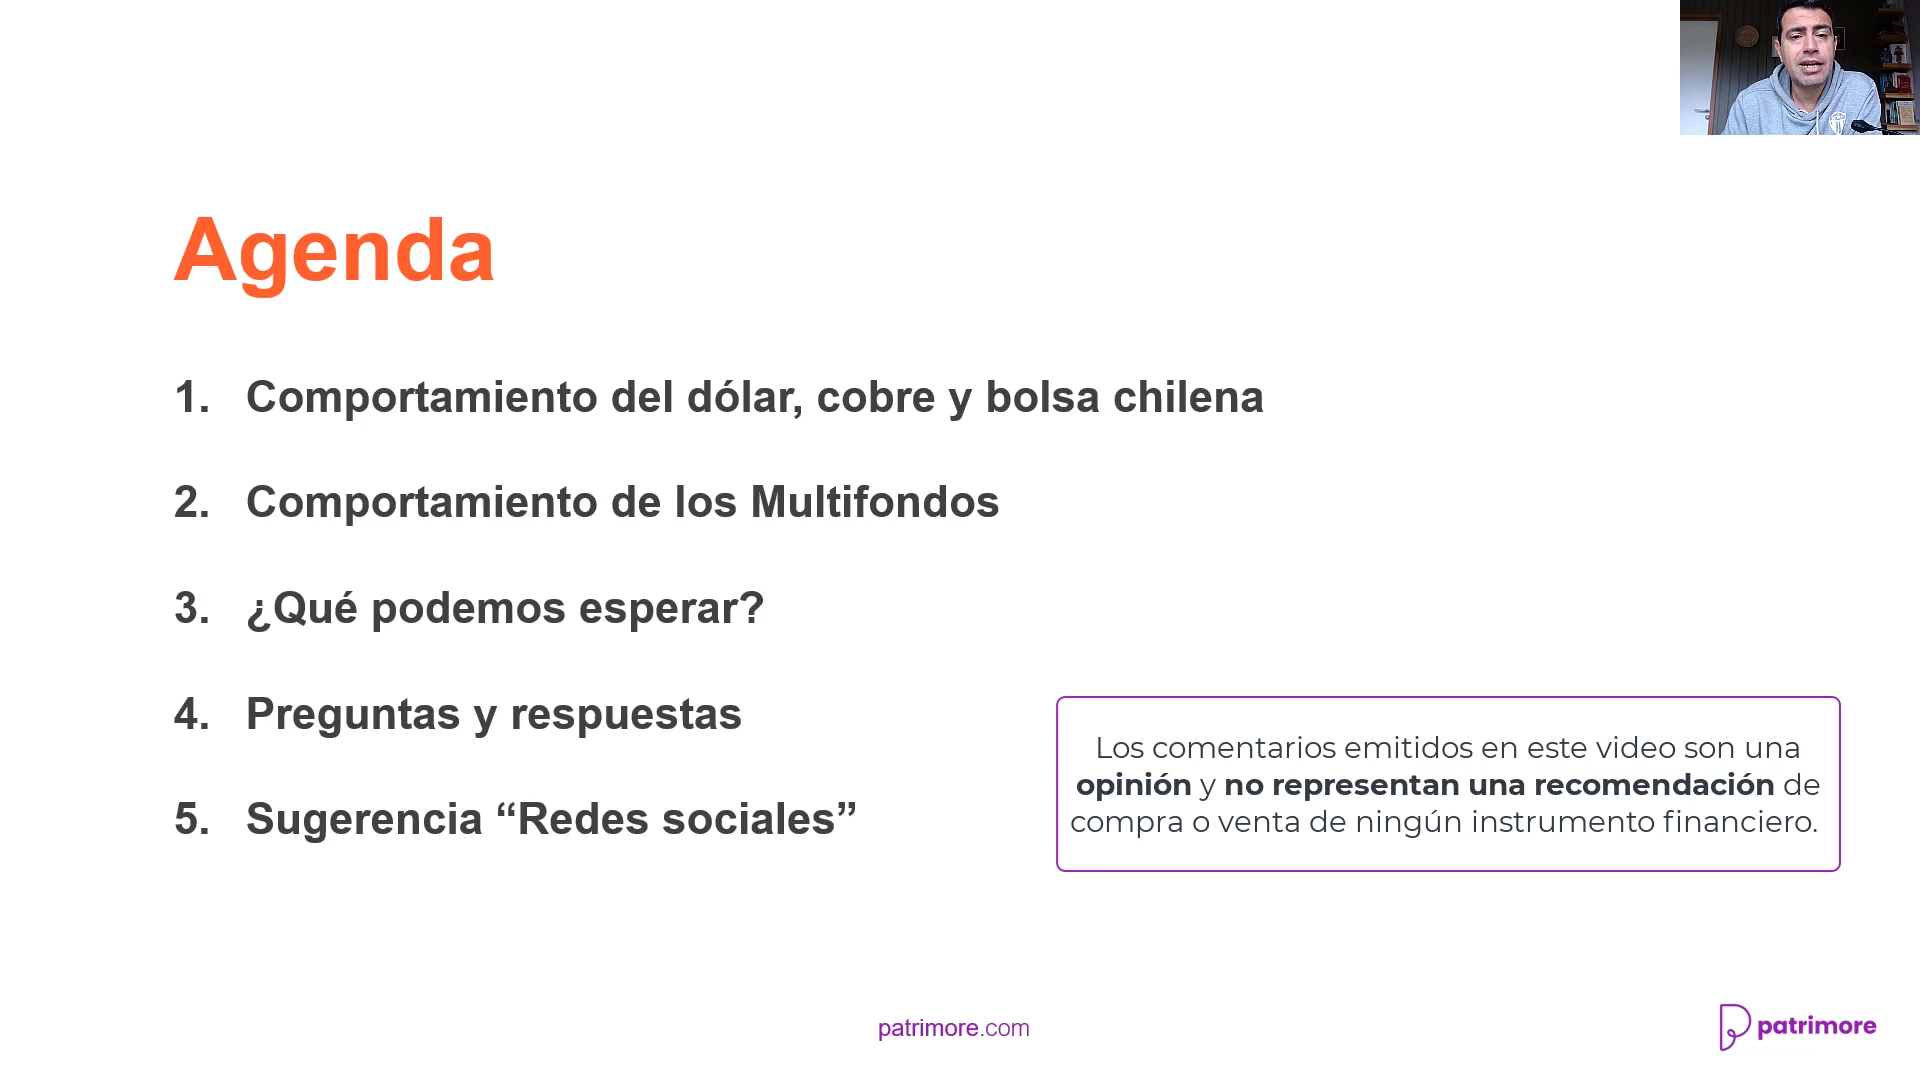 Agenda
1. Comportamiento del dólar, cobre y bolsa chilena
2. Comportamiento de los Multifondos
3. ¿Qué podemos esperar?
4. Preguntas y respuestas
5. Sugerencia “Redes sociales”
Los comentarios emitidos en este video son una
opinión y no representan una recomendación de
compra o venta de ningún instrumento financiero.
patrimore.com
patrimore